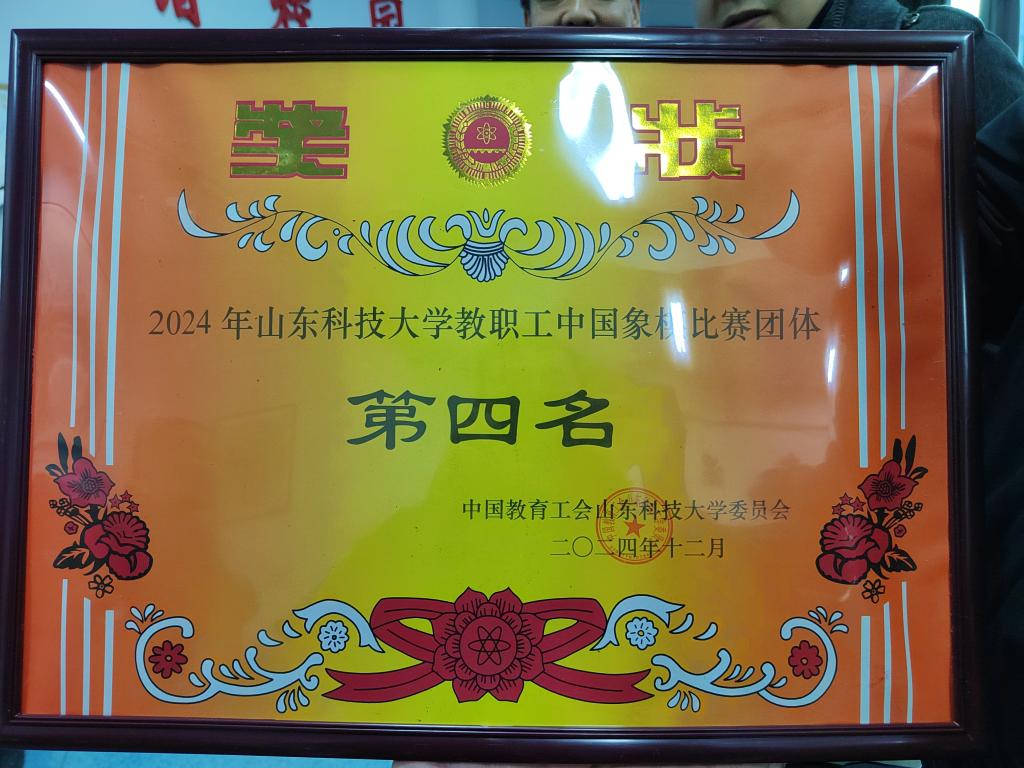 校园
奖状
2024年山东科技大学教职工中国象棋比赛团体
第四名
中国教育工会山东科技大学委员会
二〇二四年十二月